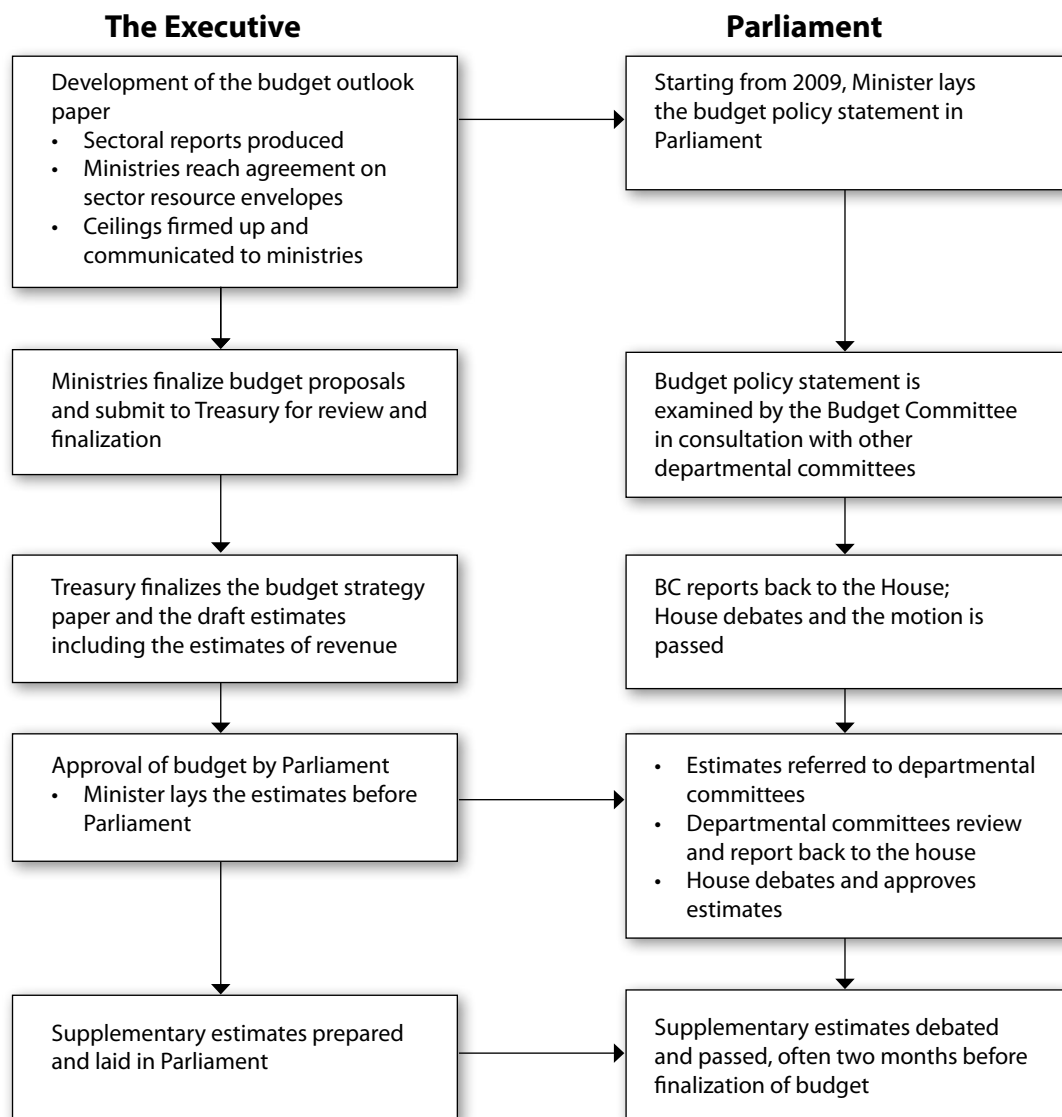 The Executive
Development of the budget outlook
paper
• Sectoral reports produced
• Ministries reach agreement on
sector resource envelopes
• Ceilings firmed up and
communicated to ministries
Ministries finalize budget proposals
and submit to Treasury for review and
finalization
Treasury finalizes the budget strategy
paper and the draft estimates
including the estimates of revenue
Approval of budget by Parliament
• Minister lays the estimates before
Parliament
Supplementary estimates prepared
and laid in Parliament
Parliament
Starting from 2009, Minister lays
the budget policy statement in
Parliament
Budget policy statement is
examined by the Budget Committee
in consultation with other
departmental committees
BC reports back to the House;
House debates and the motion is
passed
• Estimates referred to departmental
committees
• Departmental committees review
and report back to the house
• House debates and approves
estimates
Supplementary estimates debated
and passed, often two months before
finalization of budget